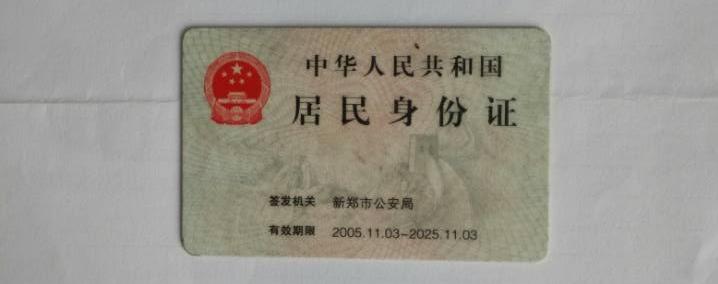 中华人民共和国
居民身份证
签发机关 新郑市公安局
有效期限 2005.11.03-2025.11.03